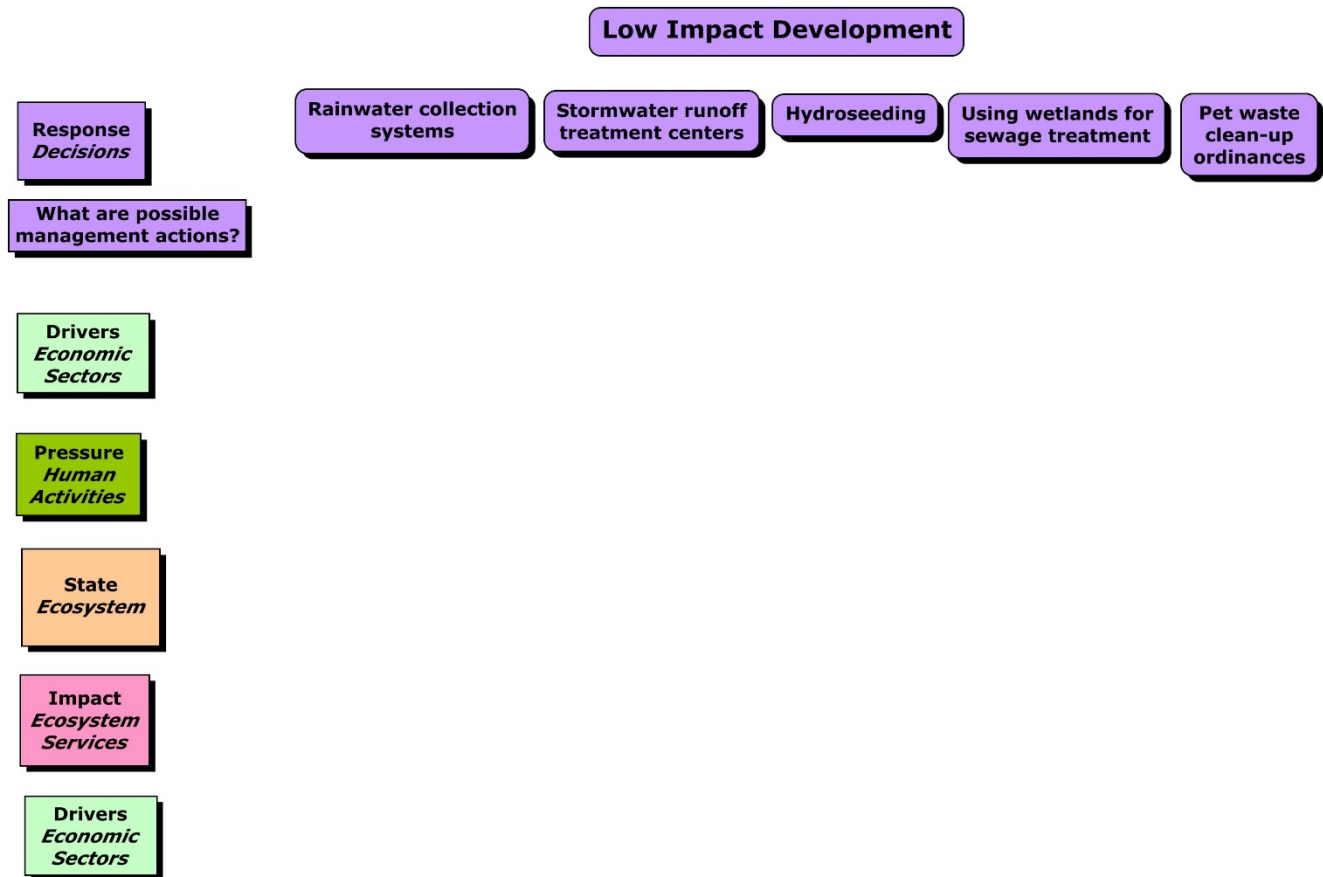 Low Impact Development
Response
Decisions
Rainwater collection
systems
Stormwater runoff
treatment centers
Hydroseeding
Using wetlands for
sewage treatment
Pet waste
clean-up
ordinances
What are possible
management actions?
Drivers
Economic
Sectors
Pressure
Human
Activities
State
Ecosystem
Impact
Ecosystem
Services
Drivers
Economic
Sectors